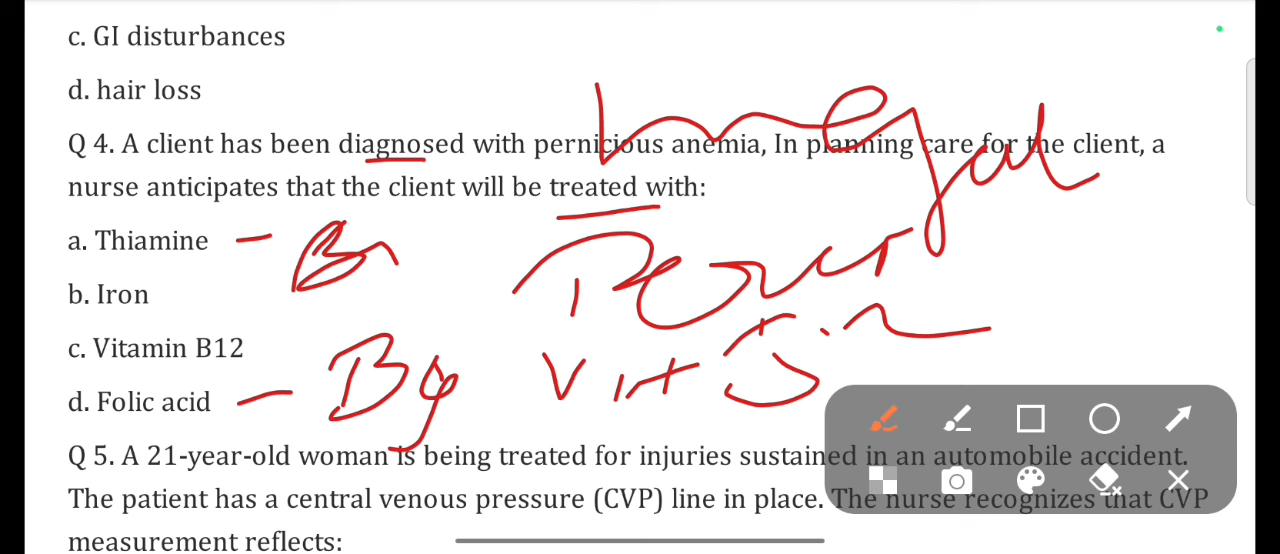 c. GI disturbances
d. hair loss
Q 4. A client has been diagnosed with pernicious anemia, In planning care for the client, a
nurse anticipates that the client will be treated with:
a. Thiamine
b. Iron
c. Vitamin B12
d. Folic acid - B9
Vit
Q 5. A 21-year-old woman is being treated for injuries sustained in an automobile accident.
The patient has a central venous pressure (CVP) line in place. The nurse recognizes that CVP
measurement reflects: